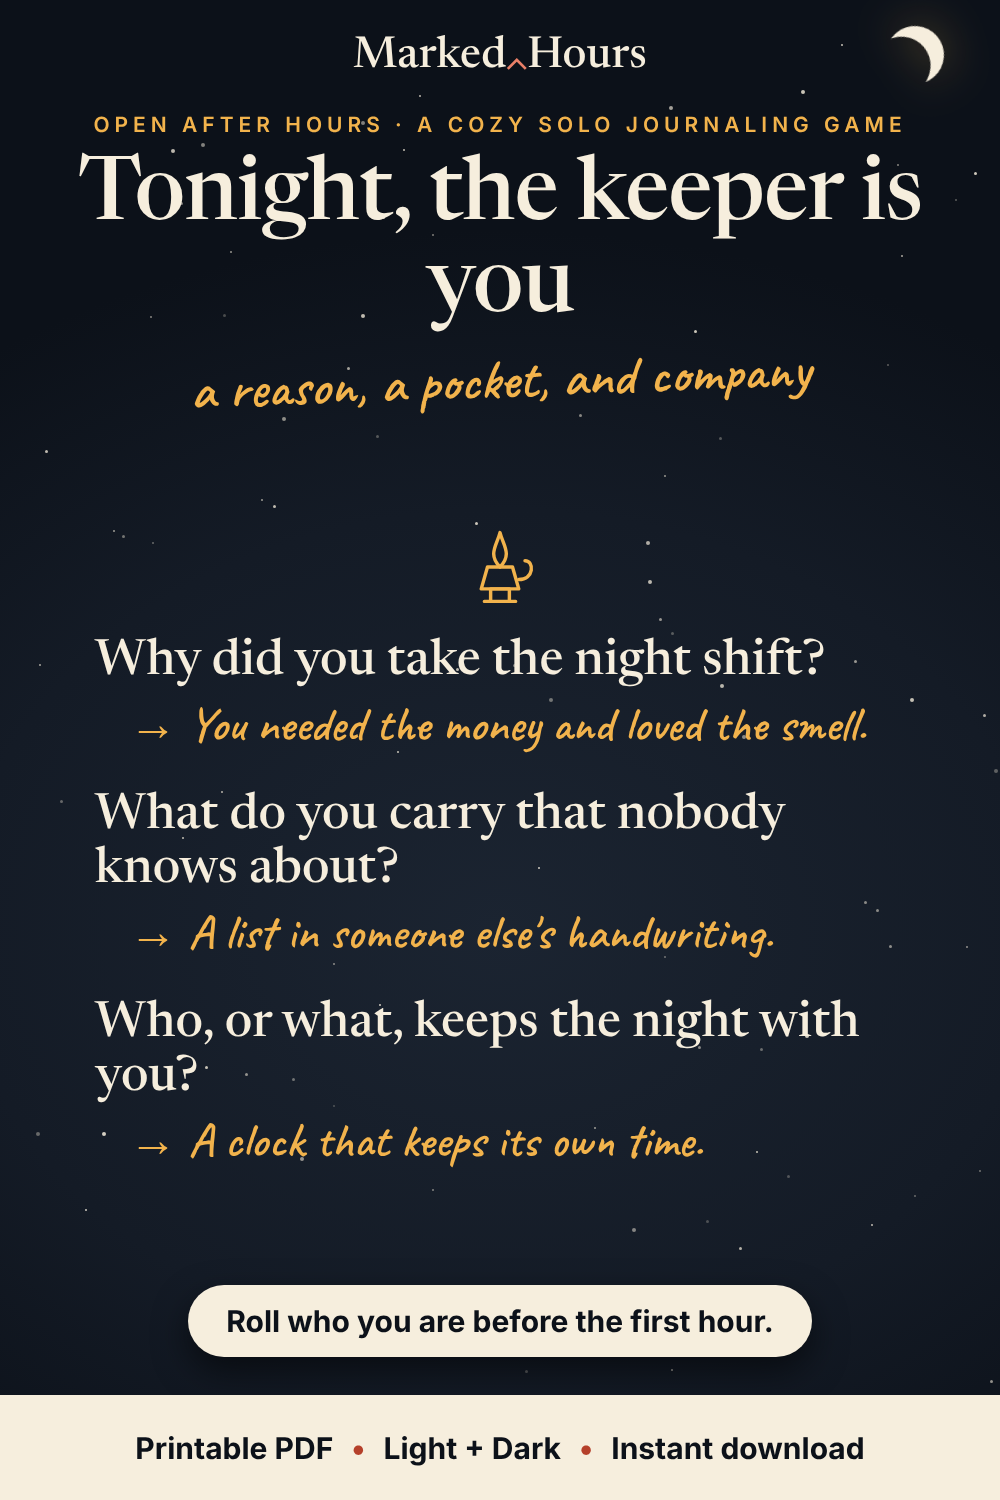 Marked‸Hours
OPEN AFTER HOURS · A COZY SOLO JOURNALING GAME
Tonight, the keeper is
you
a reason, a pocket, and company
Why did you take the night shift?
→ You needed the money and loved the smell.
What do you carry that nobody
knows about?
→ A list in someone else's handwriting.
Who, or what, keeps the night with
you?
→ A clock that keeps its own time.
Roll who you are before the first hour.
Printable PDF • Light + Dark • Instant download